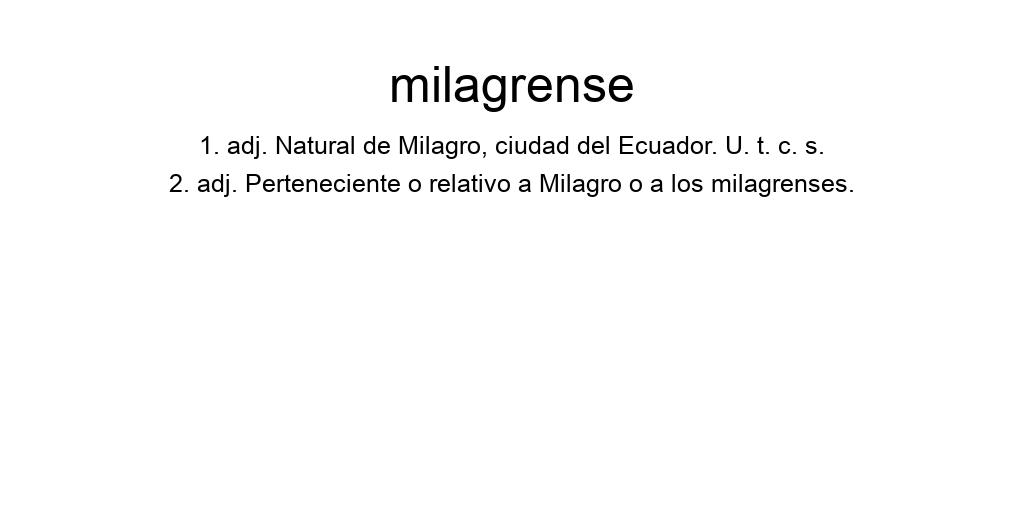 milagrense
1. adj. Natural de Milagro, ciudad del Ecuador. U. t. c. s.
2. adj. Perteneciente o relativo a Milagro o a los milagrenses.